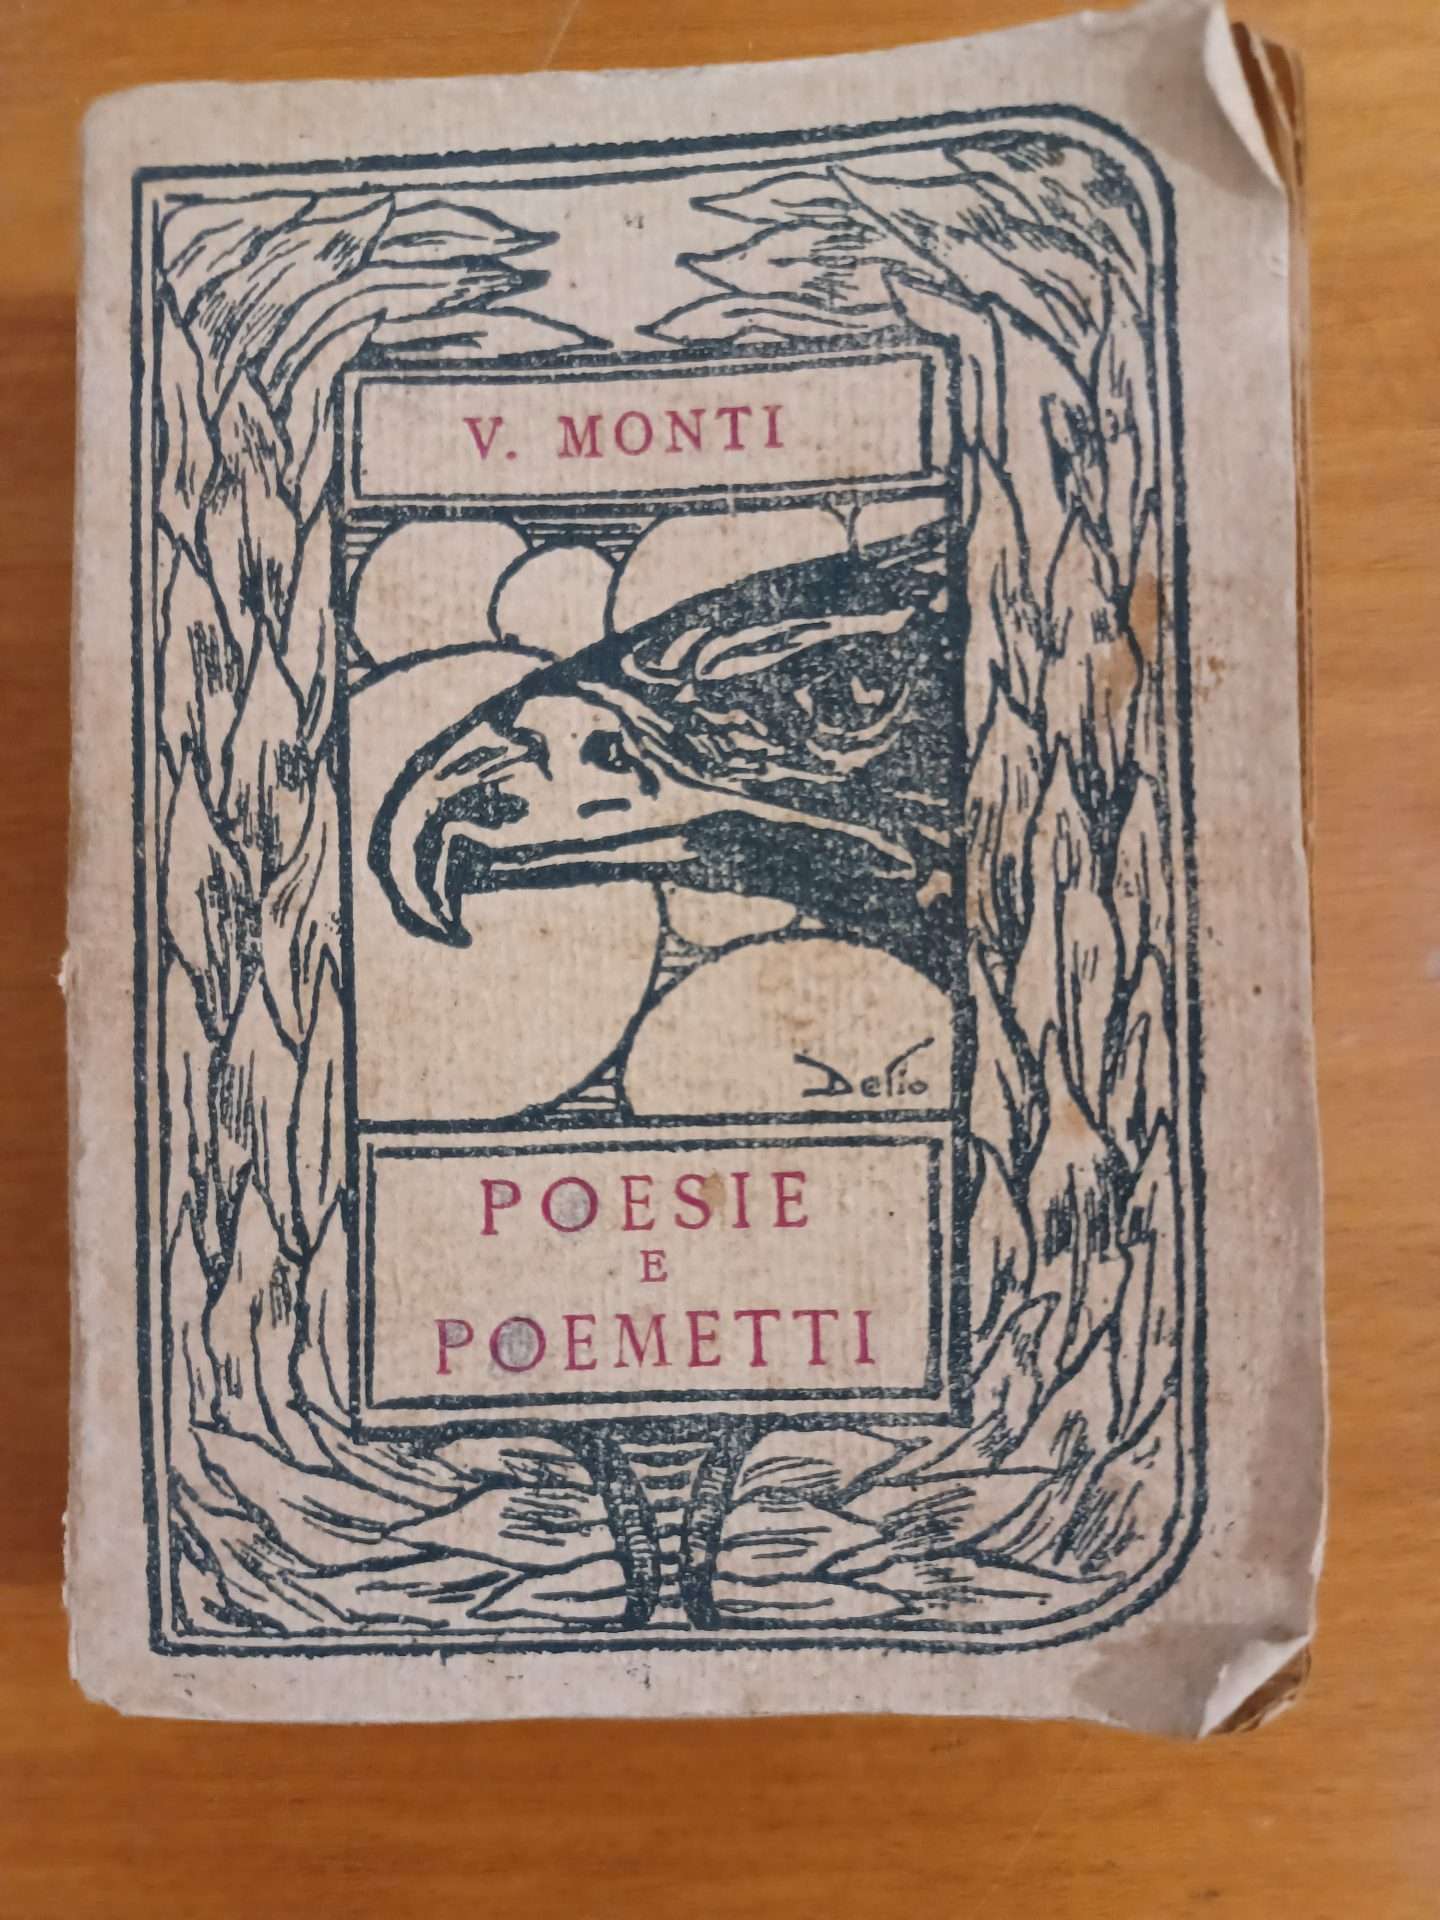 V. MONTI
Delio
POESIE
E
POEMETTI